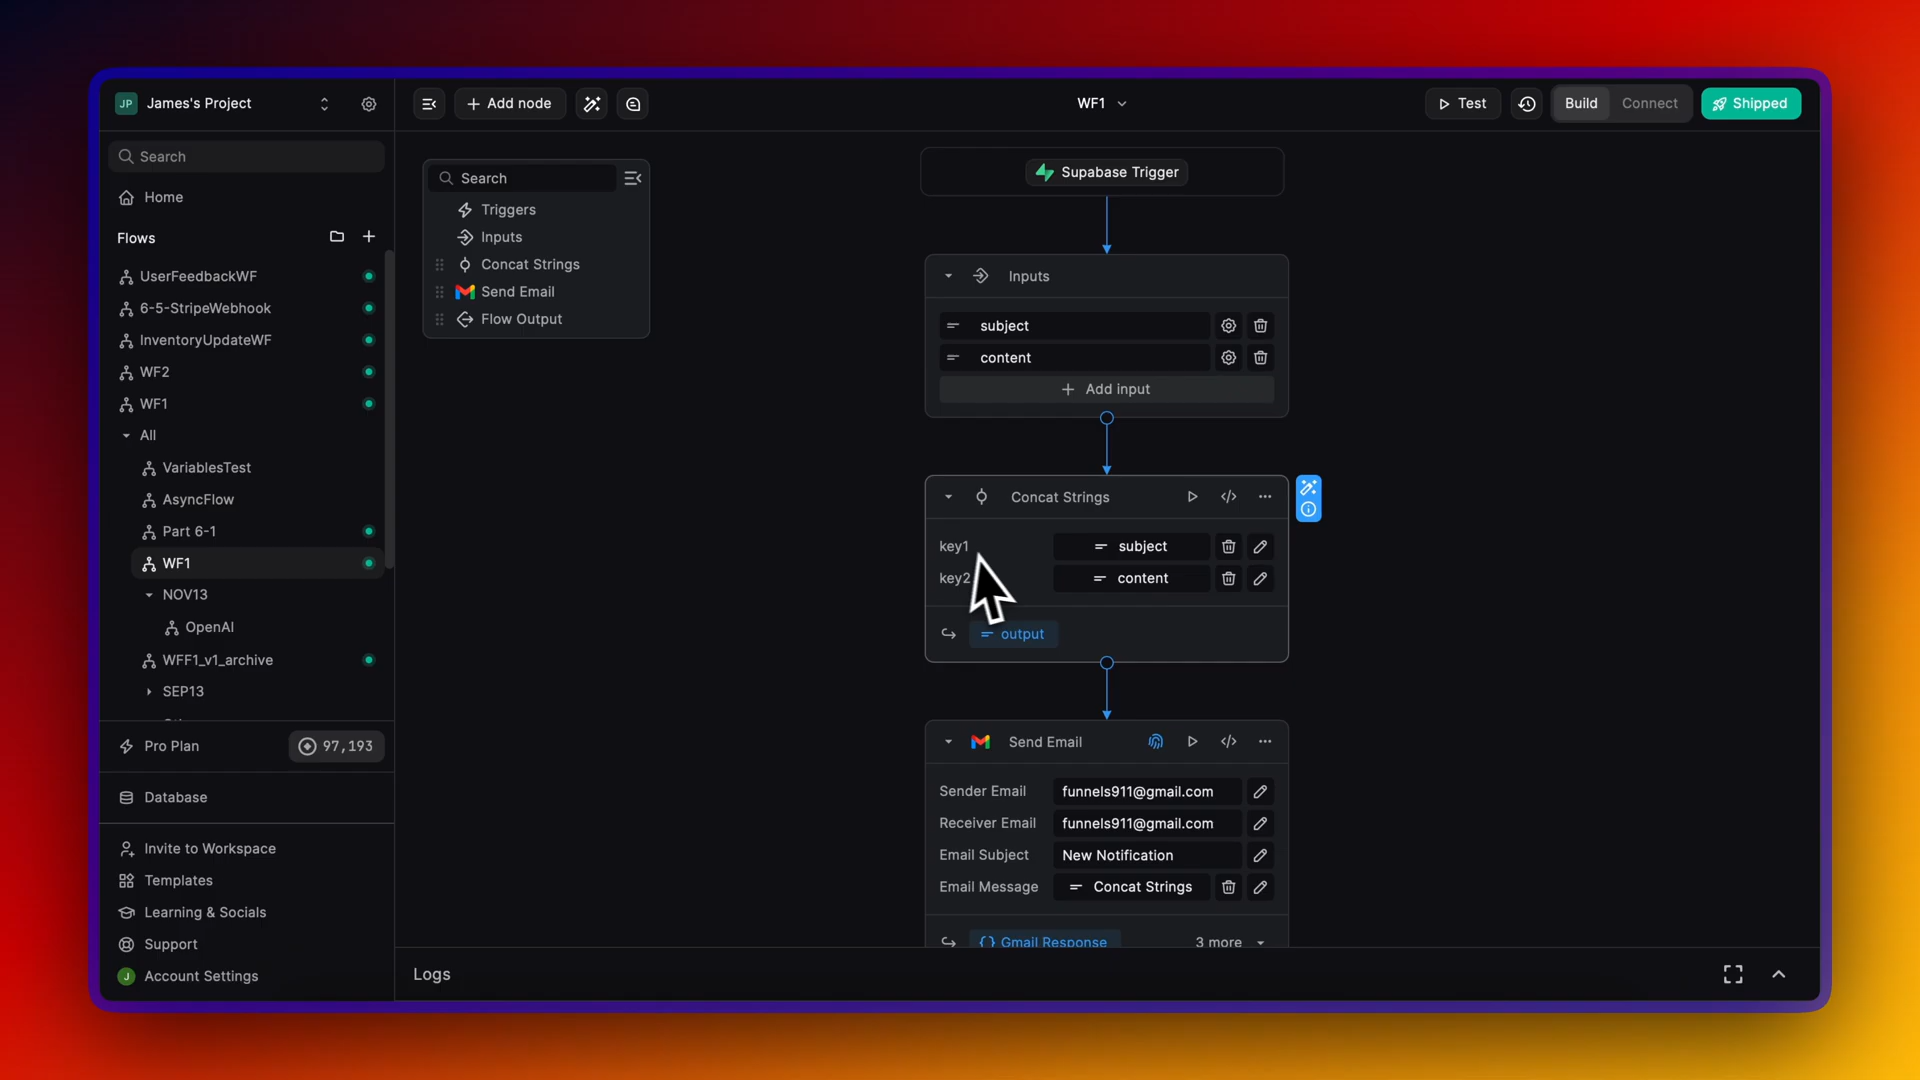 JP James's Project
Search
Home
Flows
UserFeedbackWF
6-5-StripeWebhook
InventoryUpdateWF
WF2
WF1
All
VariablesTest
AsyncFlow
Part 6-1
WF1
NOV13
OpenAI
WFF1_v1_archive
SEP13
Pro Plan 97,193
Database
Invite to Workspace
Templates
Learning & Socials
Support
J Account Settings
Add node
WF1
Test
Build
Connect
Shipped
Search
Triggers
Inputs
Concat Strings
Send Email
Flow Output
Supabase Trigger
Inputs
subject
content
Add input
Concat Strings
key1 subject
key2 content
output
Send Email
Sender Email funnels911@gmail.com
Receiver Email funnels911@gmail.com
Email Subject New Notification
Email Message Concat Strings
{} Gmail Response 3 more
Logs